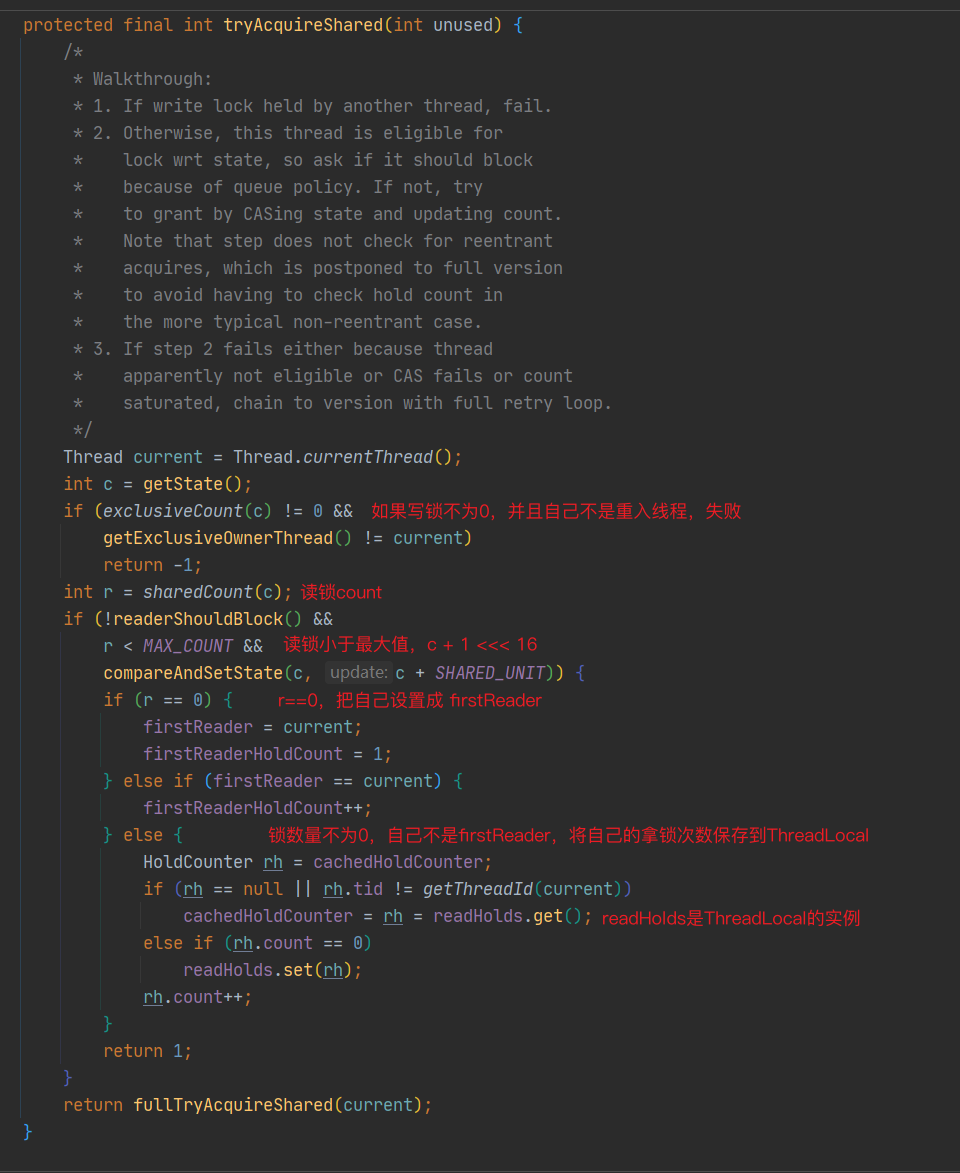 protected final int tryAcquireShared(int unused) {
/*
* Walkthrough:
* 1. If write lock held by another thread, fail.
* 2. Otherwise, this thread is eligible for
*    lock wrt state, so ask if it should block
*    because of queue policy. If not, try
*    to grant by CASing state and updating count.
*    Note that step does not check for reentrant
*    acquires, which is postponed to full version
*    to avoid having to check hold count in
*    the more typical non-reentrant case.
* 3. If step 2 fails either because thread
*    apparently not eligible or CAS fails or count
*    saturated, chain to version with full retry loop.
*/
Thread current = Thread.currentThread();
int c = getState();
if (exclusiveCount(c) != 0 && 如果写锁不为0，并且自己不是重入线程，失败
getExclusiveOwnerThread() != current)
return -1;
int r = sharedCount(c); 读锁count
if (!readerShouldBlock() &&
r < MAX_COUNT && 读锁小于最大值，c + 1 <<< 16
compareAndSetState(c, update: c + SHARED_UNIT)) {
if (r == 0) { r==0，把自己设置成 firstReader
firstReader = current;
firstReaderHoldCount = 1;
} else if (firstReader == current) {
firstReaderHoldCount++;
} else { 锁数量不为0，自己不是firstReader，将自己的拿锁次数保存到ThreadLocal
HoldCounter rh = cachedHoldCounter;
if (rh == null || rh.tid != getThreadId(current))
cachedHoldCounter = rh = readHolds.get(); readHolds是ThreadLocal的实例
else if (rh.count == 0)
readHolds.set(rh);
rh.count++;
}
return 1;
}
return fullTryAcquireShared(current);
}